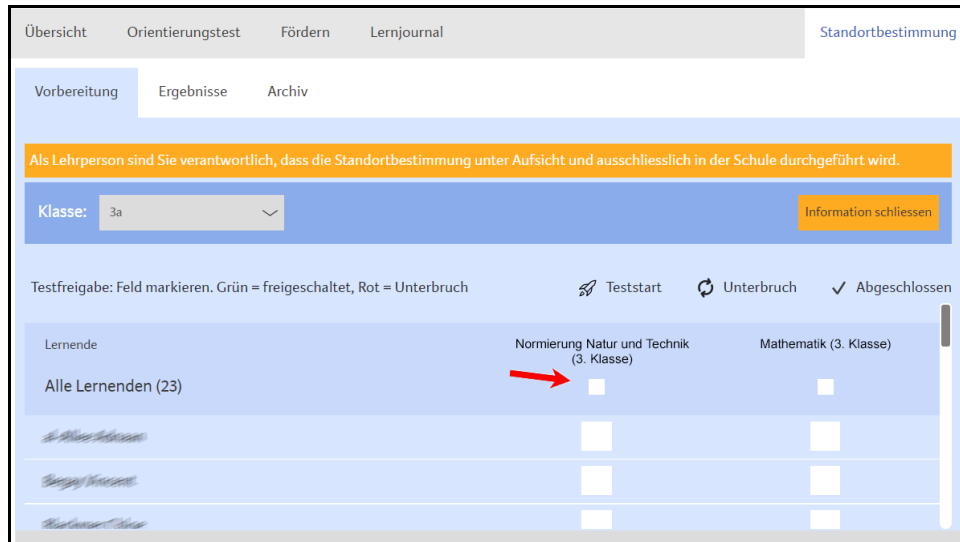 Übersicht Orientierungstest Fördern Lernjournal Standortbestimmung
Vorbereitung Ergebnisse Archiv
Als Lehrperson sind Sie verantwortlich, dass die Standortbestimmung unter Aufsicht und ausschliesslich in der Schule durchgeführt wird.
Klasse: 3a Information schliessen
Testfreigabe: Feld markieren. Grün = freigeschaltet, Rot = Unterbruch Teststart Unterbruch Abgeschlossen
Lernende Normierung Natur und Technik Mathematik (3. Klasse)
(3. Klasse)
Alle Lernenden (23)